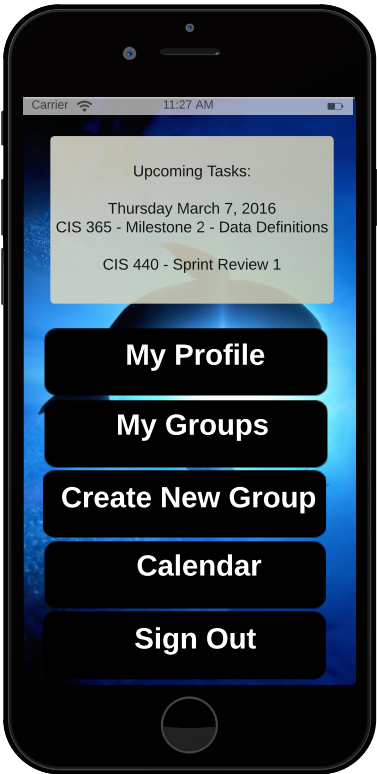 Carrier 11:27 AM
Upcoming Tasks:
Thursday March 7, 2016
CIS 365 - Milestone 2 - Data Definitions
CIS 440 - Sprint Review 1
My Profile
My Groups
Create New Group
Calendar
Sign Out